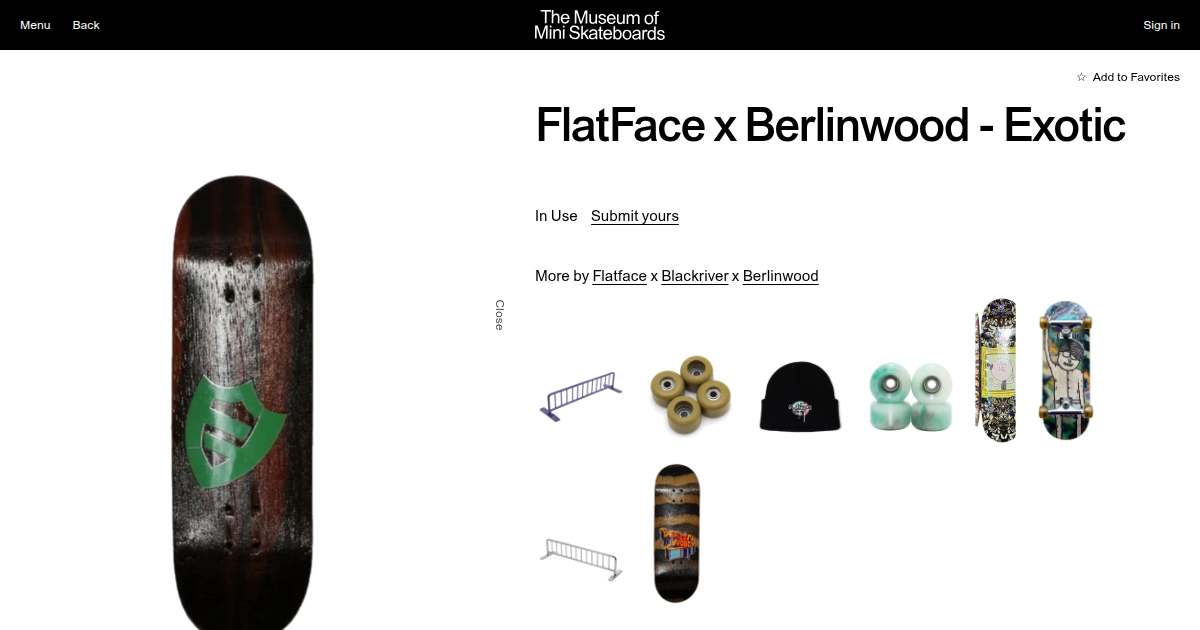 Menu
Back
The Museum of
Mini Skateboards
Sign in
☆ Add to Favorites
FlatFace x Berlinwood - Exotic
In Use Submit yours
More by Flatface x Blackriver x Berlinwood
Close